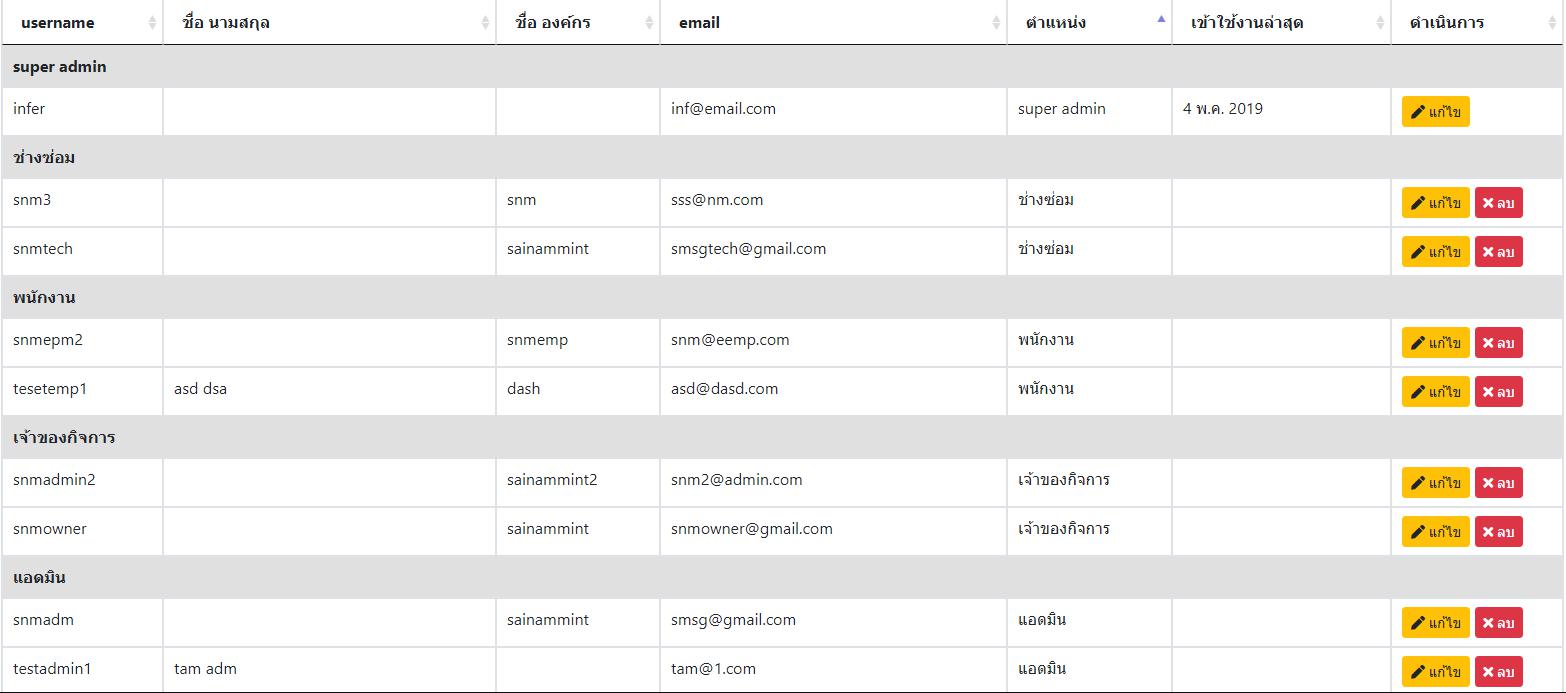 username ชื่อ นามสกุล ชื่อ องค์กร email ตำแหน่ง เข้าใช้งานล่าสุด ดำเนินการ
super admin
infer inf@email.com super admin 4 พ.ค. 2019 แก้ไข
ช่างซ่อม
snm3 snm sss@nm.com ช่างซ่อม แก้ไข ลบ
snmtech sainammint smsgtech@gmail.com ช่างซ่อม แก้ไข ลบ
พนักงาน
snmepm2 snmemp snm@eemp.com พนักงาน แก้ไข ลบ
tesetemp1 asd dsa dash asd@dasd.com พนักงาน แก้ไข ลบ
เจ้าของกิจการ
snmadmin2 sainammint2 snm2@admin.com เจ้าของกิจการ แก้ไข ลบ
snmowner sainammint snmowner@gmail.com เจ้าของกิจการ แก้ไข ลบ
แอดมิน
snmadm sainammint smsg@gmail.com แอดมิน แก้ไข ลบ
testadmin1 tam adm tam@1.com แอดมิน แก้ไข ลบ